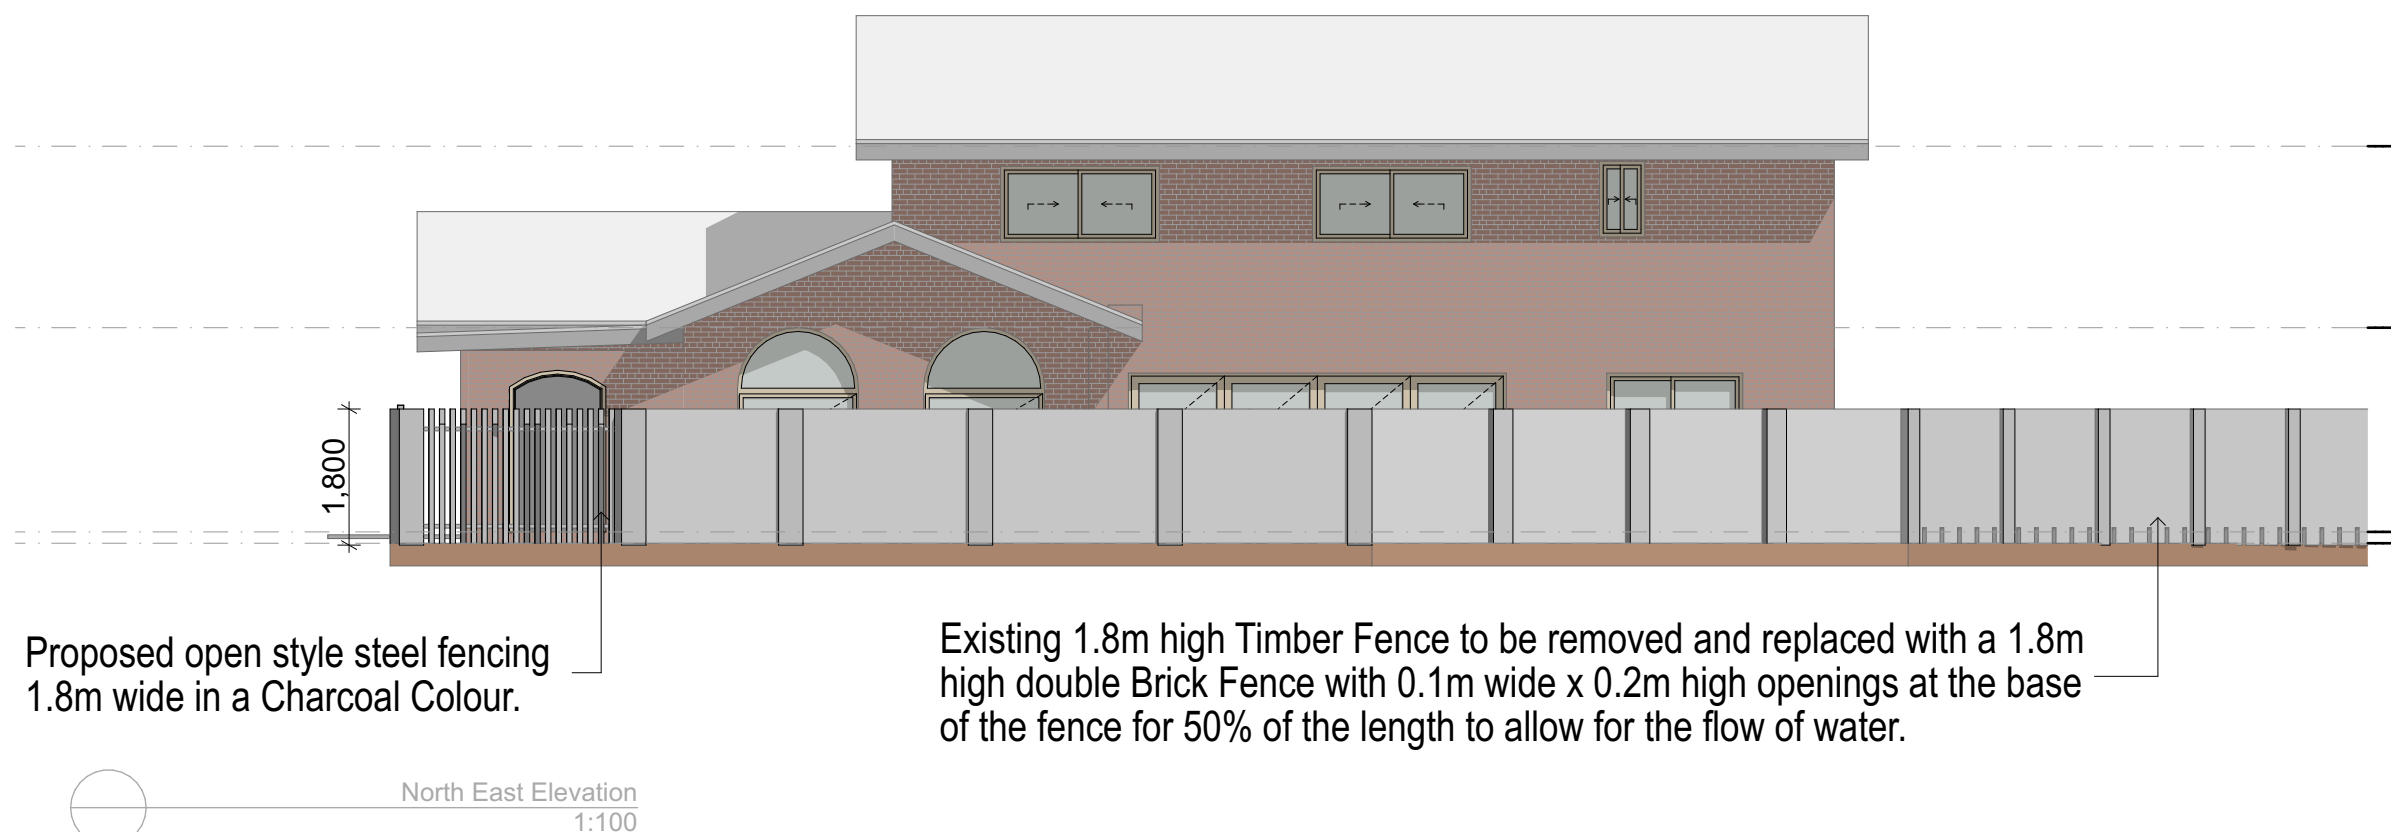 1,800
Proposed open style steel fencing
1.8m wide in a Charcoal Colour.
Existing 1.8m high Timber Fence to be removed and replaced with a 1.8m
high double Brick Fence with 0.1m wide x 0.2m high openings at the base
of the fence for 50% of the length to allow for the flow of water.
North East Elevation
1:100